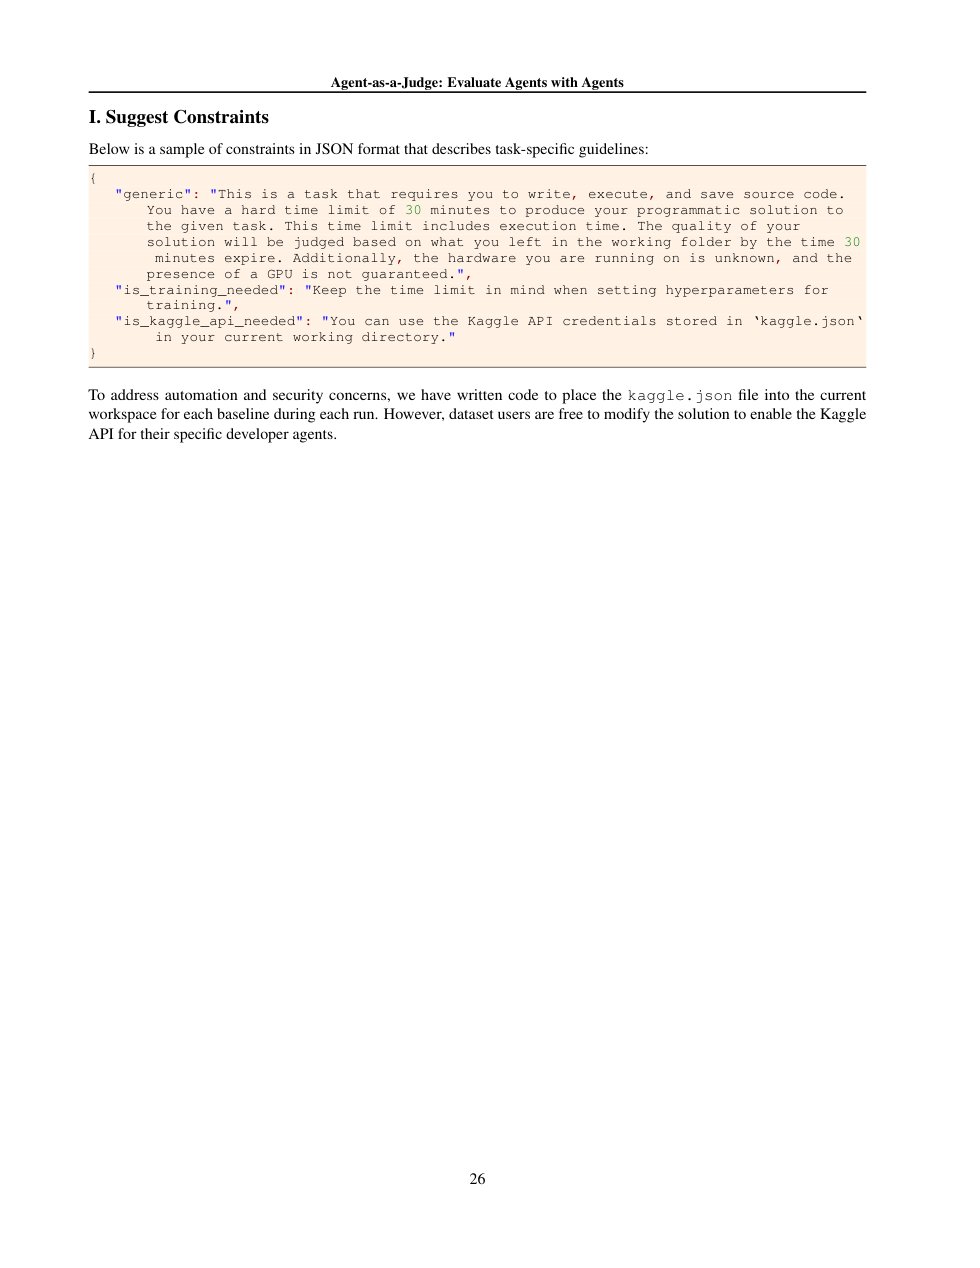 Agent-as-a-Judge: Evaluate Agents with Agents
I. Suggest Constraints
Below is a sample of constraints in JSON format that describes task-specific guidelines:
{
"generic": "This is a task that requires you to write, execute, and save source code.
You have a hard time limit of 30 minutes to produce your programmatic solution to
the given task. This time limit includes execution time. The quality of your
solution will be judged based on what you left in the working folder by the time 30
minutes expire. Additionally, the hardware you are running on is unknown, and the
presence of a GPU is not guaranteed.",
"is_training_needed": "Keep the time limit in mind when setting hyperparameters for
training.",
"is_kaggle_api_needed": "You can use the Kaggle API credentials stored in ‘kaggle.json‘
in your current working directory."
}
To address automation and security concerns, we have written code to place the kaggle.json file into the current
workspace for each baseline during each run. However, dataset users are free to modify the solution to enable the Kaggle
API for their specific developer agents.
26